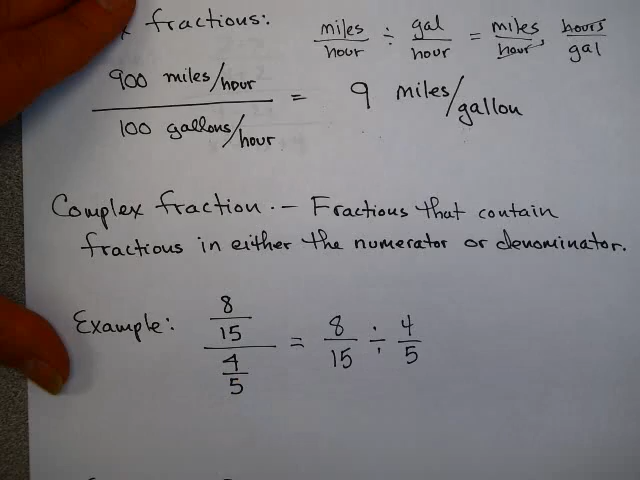 fractions:
miles/hour ÷ gal/hour = miles/hour hours/gal
900 miles/hour / 100 gallons/hour = 9 miles/gallon
Complex fraction .- Fractions that contain
fractions in either the numerator or denominator.
Example: 8/15 / 4/5 = 8/15 ÷ 4/5